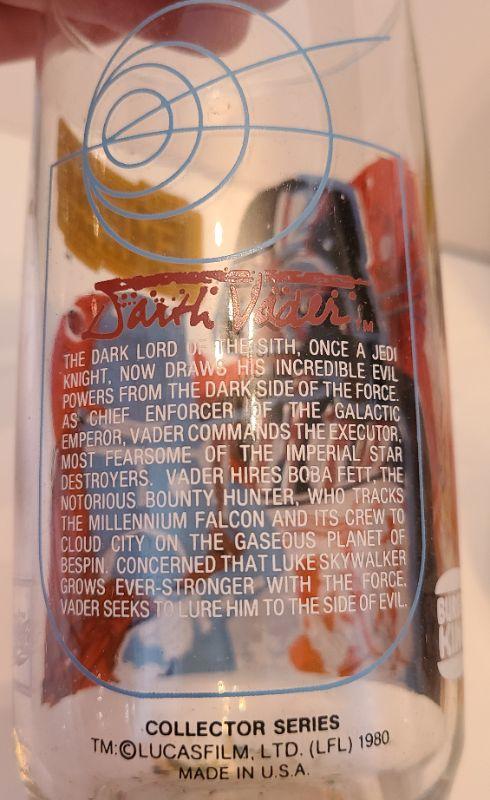 Darth Vader TM
THE DARK LORD OF THE SITH, ONCE A JEDI
KNIGHT, NOW DRAWS HIS INCREDIBLE EVIL
POWERS FROM THE DARK SIDE OF THE FORCE.
AS CHIEF ENFORCER OF THE GALACTIC
EMPEROR, VADER COMMANDS THE EXECUTOR,
MOST FEARSOME OF THE IMPERIAL STAR
DESTROYERS. VADER HIRES BOBA FETT, THE
NOTORIOUS BOUNTY HUNTER, WHO TRACKS
THE MILLENNIUM FALCON AND ITS CREW TO
CLOUD CITY ON THE GASEOUS PLANET OF
BESPIN. CONCERNED THAT LUKE SKYWALKER
GROWS EVER-STRONGER WITH THE FORCE,
VADER SEEKS TO LURE HIM TO THE SIDE OF EVIL.
COLLECTOR SERIES
TM:©LUCASFILM, LTD. (LFL) 1980
MADE IN U.S.A.